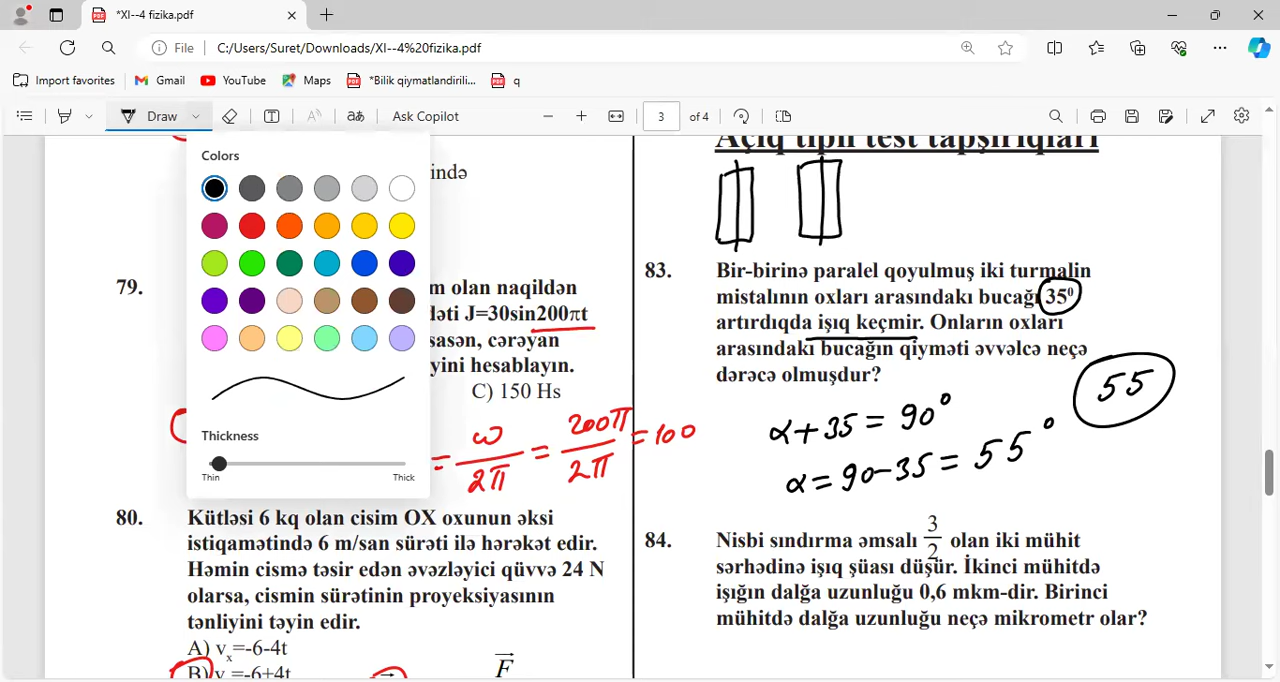 *XI--4 fizika.pdf
File
C:/Users/Suret/Downloads/XI--4%20fizika.pdf
Import favorites
Gmail
YouTube
Maps
*Bilik qiymatlandirili...
q
Draw
aあ
Ask Copilot
3
of 4
Colors
Thickness
Thin
Thick
ində
79.
m olan naqildən
dəti J=30sin200πt
sasən, cərəyan
yini hesablayın.
C) 150 Hs
= ω/2π = 200π/2π = 100
80.
Kütləsi 6 kq olan cisim OX oxunun əksi
istiqamətində 6 m/san sürəti ilə hərəkət edir.
Həmin cismə təsir edən əvəzləyici qüvvə 24 N
olarsa, cismin sürətinin proyeksiyasının
tənliyini təyin edir.
A) vₓ=-6-4t
B) v =-6+4t
F
Açıq tipli test tapşırıqları
83.
Bir-birinə paralel qoyulmuş iki turmalin
mistalının oxları arasındakı bucağı 35⁰
artırdıqda işıq keçmir. Onların oxları
arasındakı bucağın qiyməti əvvəlcə neçə
dərəcə olmuşdur?
55
α+35=90°
α=90-35=55°
84.
Nisbi sındırma əmsalı 3/2 olan iki mühit
sərhədinə işıq şüası düşür. İkinci mühitdə
işığın dalğa uzunluğu 0,6 mkm-dir. Birinci
mühitdə dalğa uzunluğu neçə mikrometr olar?